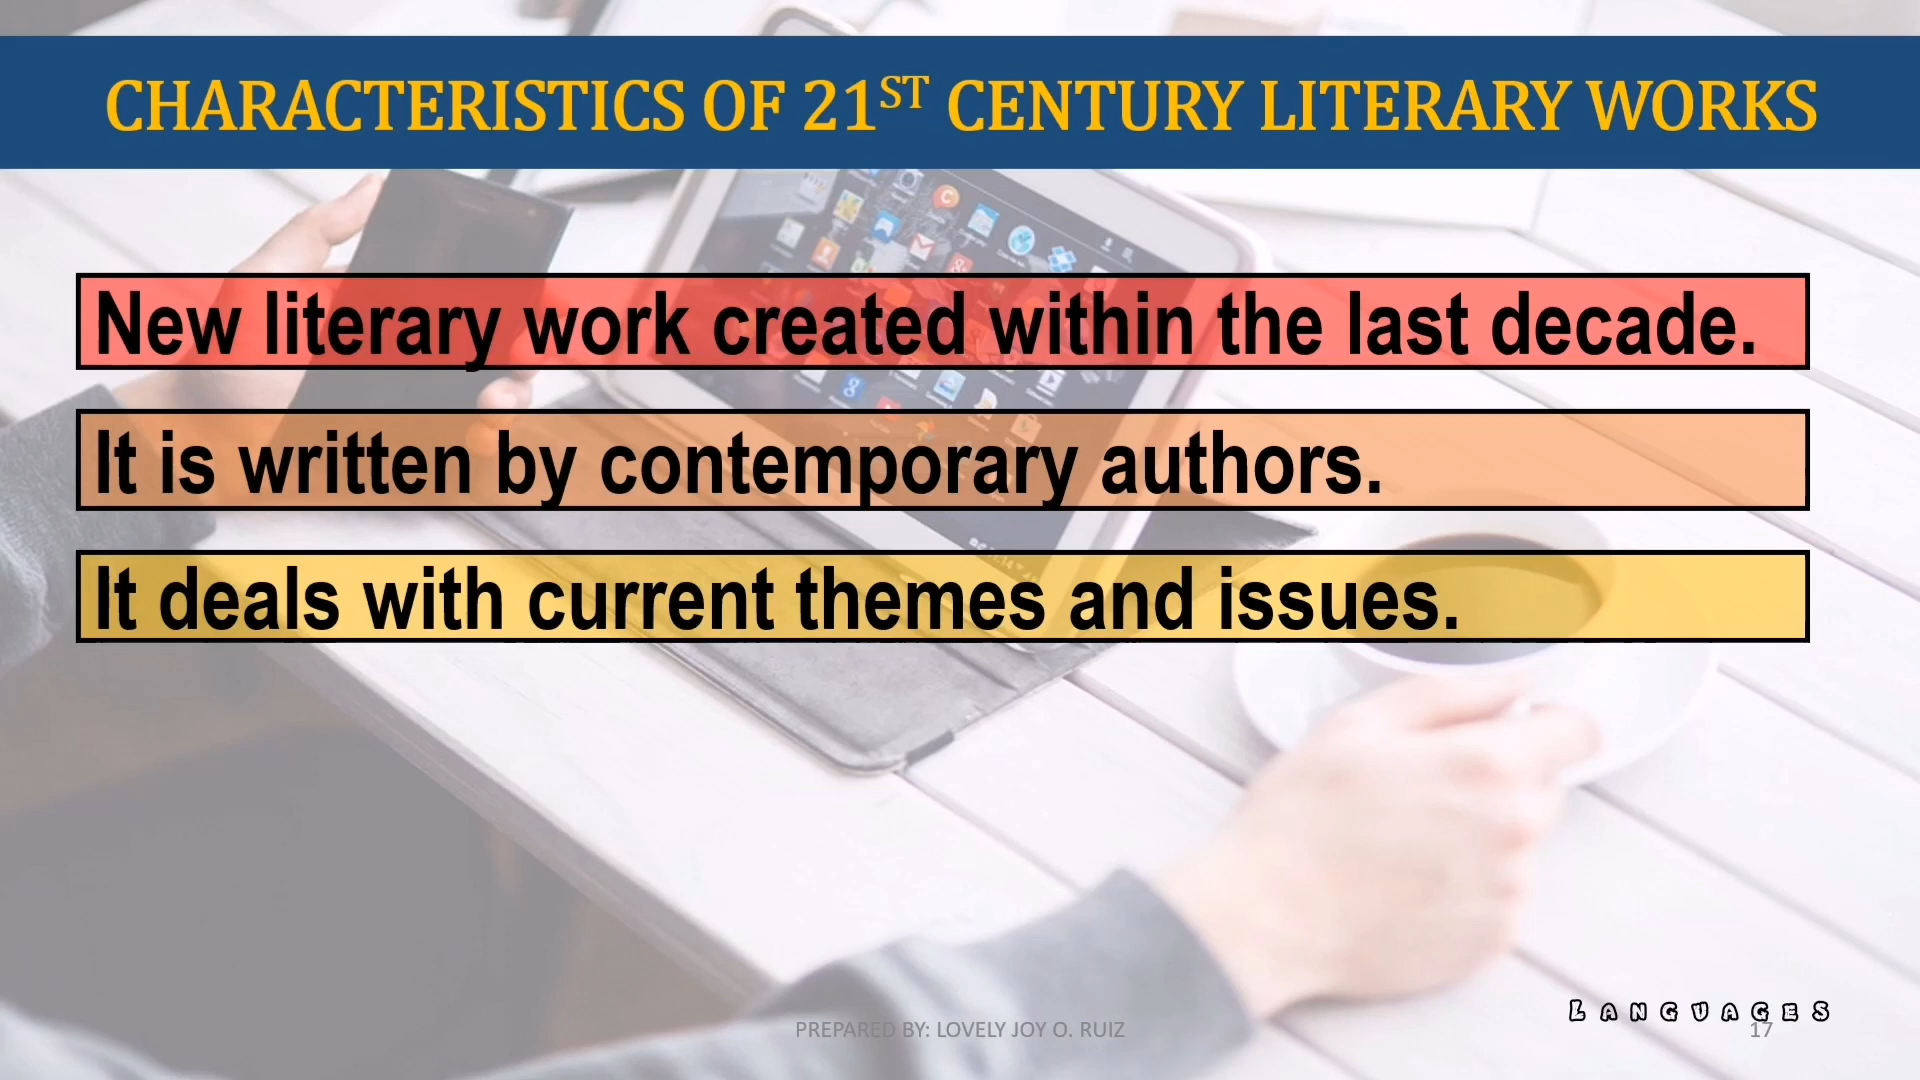 CHARACTERISTICS OF 21ST CENTURY LITERARY WORKS
New literary work created within the last decade.
It is written by contemporary authors.
It deals with current themes and issues.
LANGUAGES
PREPARED BY: LOVELY JOY O. RUIZ
17